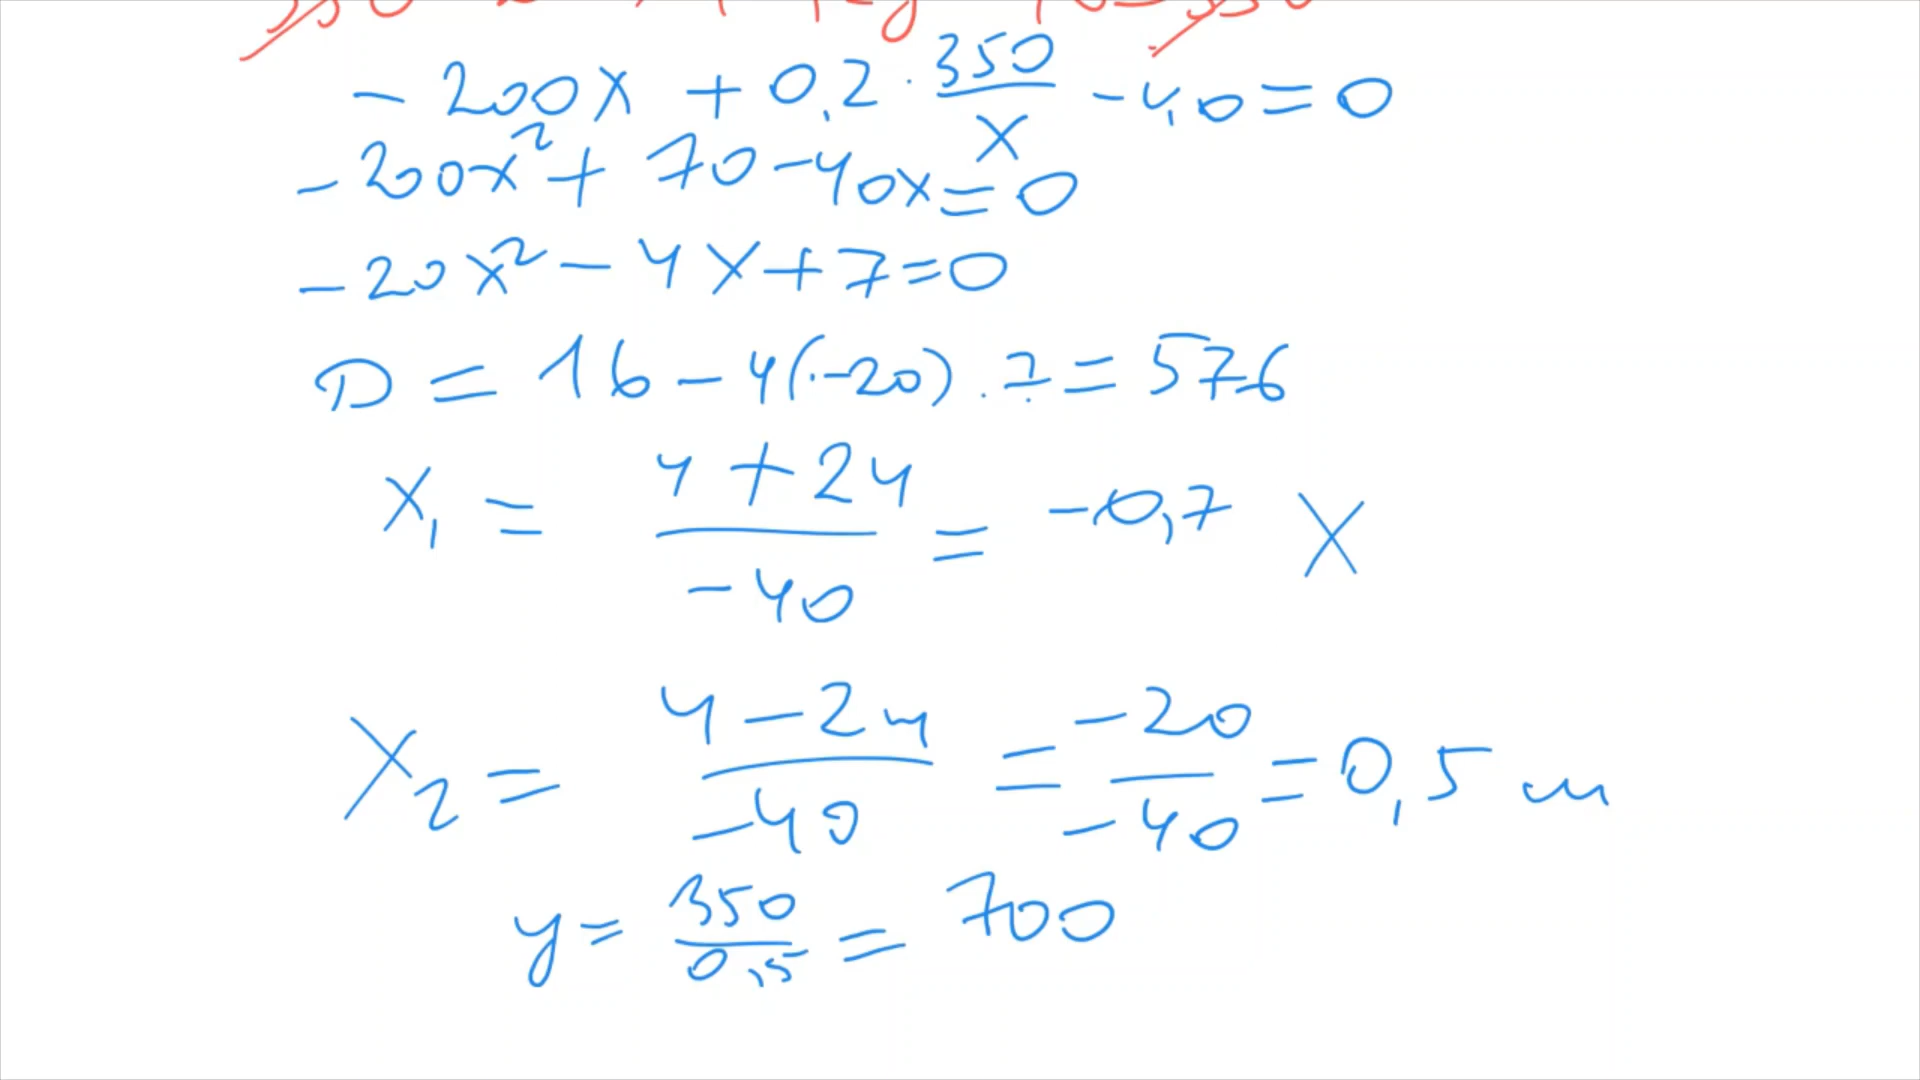 - 200x + 0,2 · 350/x - 40 = 0
- 200x² + 70 - 40x = 0
- 20x² - 4x + 7 = 0
D = 16 - 4(-20) · 7 = 576
x₁ = (4 + 24)/(-40) = -0,7 X
x₂ = (4 - 24)/(-40) = -20/-40 = 0,5 m
y = 350/0,5 = 700